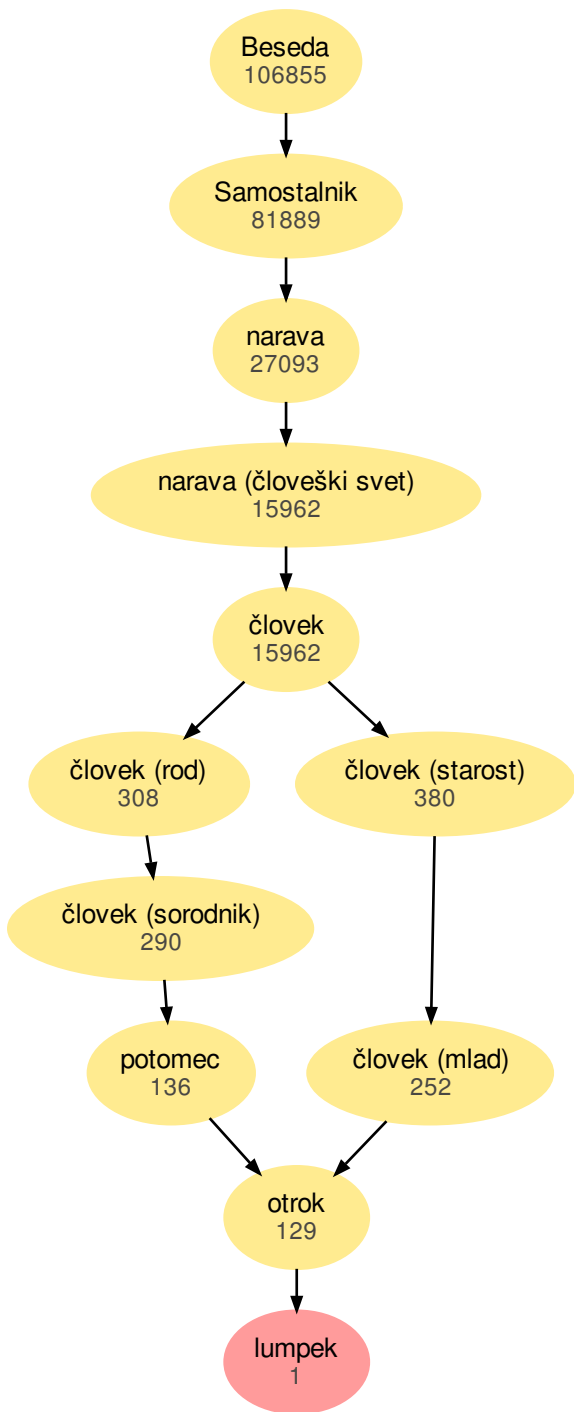 Beseda
106855
Samostalnik
81889
narava
27093
narava (človeški svet)
15962
človek
15962
človek (rod)
308
človek (starost)
380
človek (sorodnik)
290
potomec
136
človek (mlad)
252
otrok
129
lumpek
1